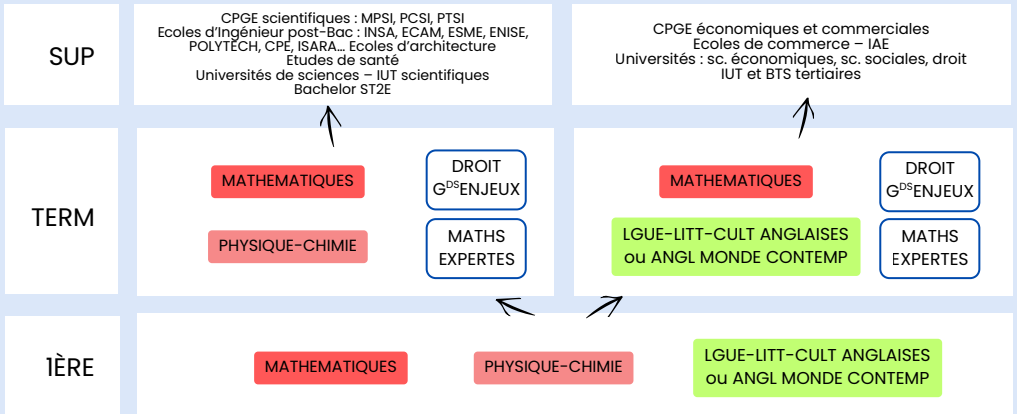 SUP
CPGE scientifiques : MPSI, PCSI, PTSI
Ecoles d’Ingénieur post-Bac : INSA, ECAM, ESME, ENISE,
POLYTECH, CPE, ISARA… Ecoles d’architecture
Etudes de santé
Universités de sciences – IUT scientifiques
Bachelor ST2E
CPGE économiques et commerciales
Ecoles de commerce – IAE
Universités : sc. économiques, sc. sociales, droit
IUT et BTS tertiaires
TERM
MATHEMATIQUES
PHYSIQUE-CHIMIE
DROIT
GDSENJEUX
MATHS
EXPERTES
MATHEMATIQUES
LGUE-LITT-CULT ANGLAISES
ou ANGL MONDE CONTEMP
DROIT
GDSENJEUX
MATHS
EXPERTES
1ÈRE
MATHEMATIQUES
PHYSIQUE-CHIMIE
LGUE-LITT-CULT ANGLAISES
ou ANGL MONDE CONTEMP